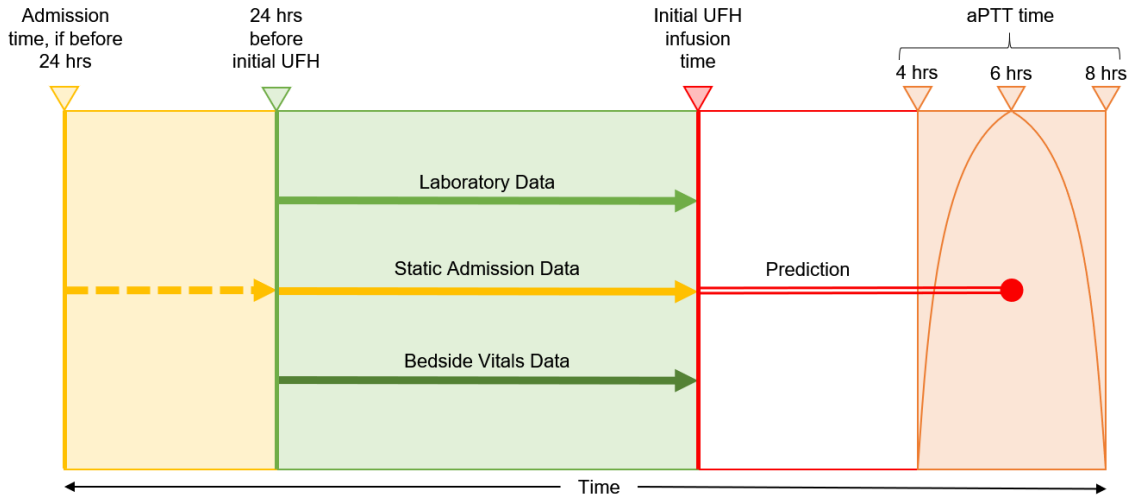 Admission
time, if before
24 hrs
24 hrs
before
initial UFH
Initial UFH
infusion
time
aPTT time
4 hrs
6 hrs
8 hrs
Laboratory Data
Static Admission Data
Prediction
Bedside Vitals Data
Time